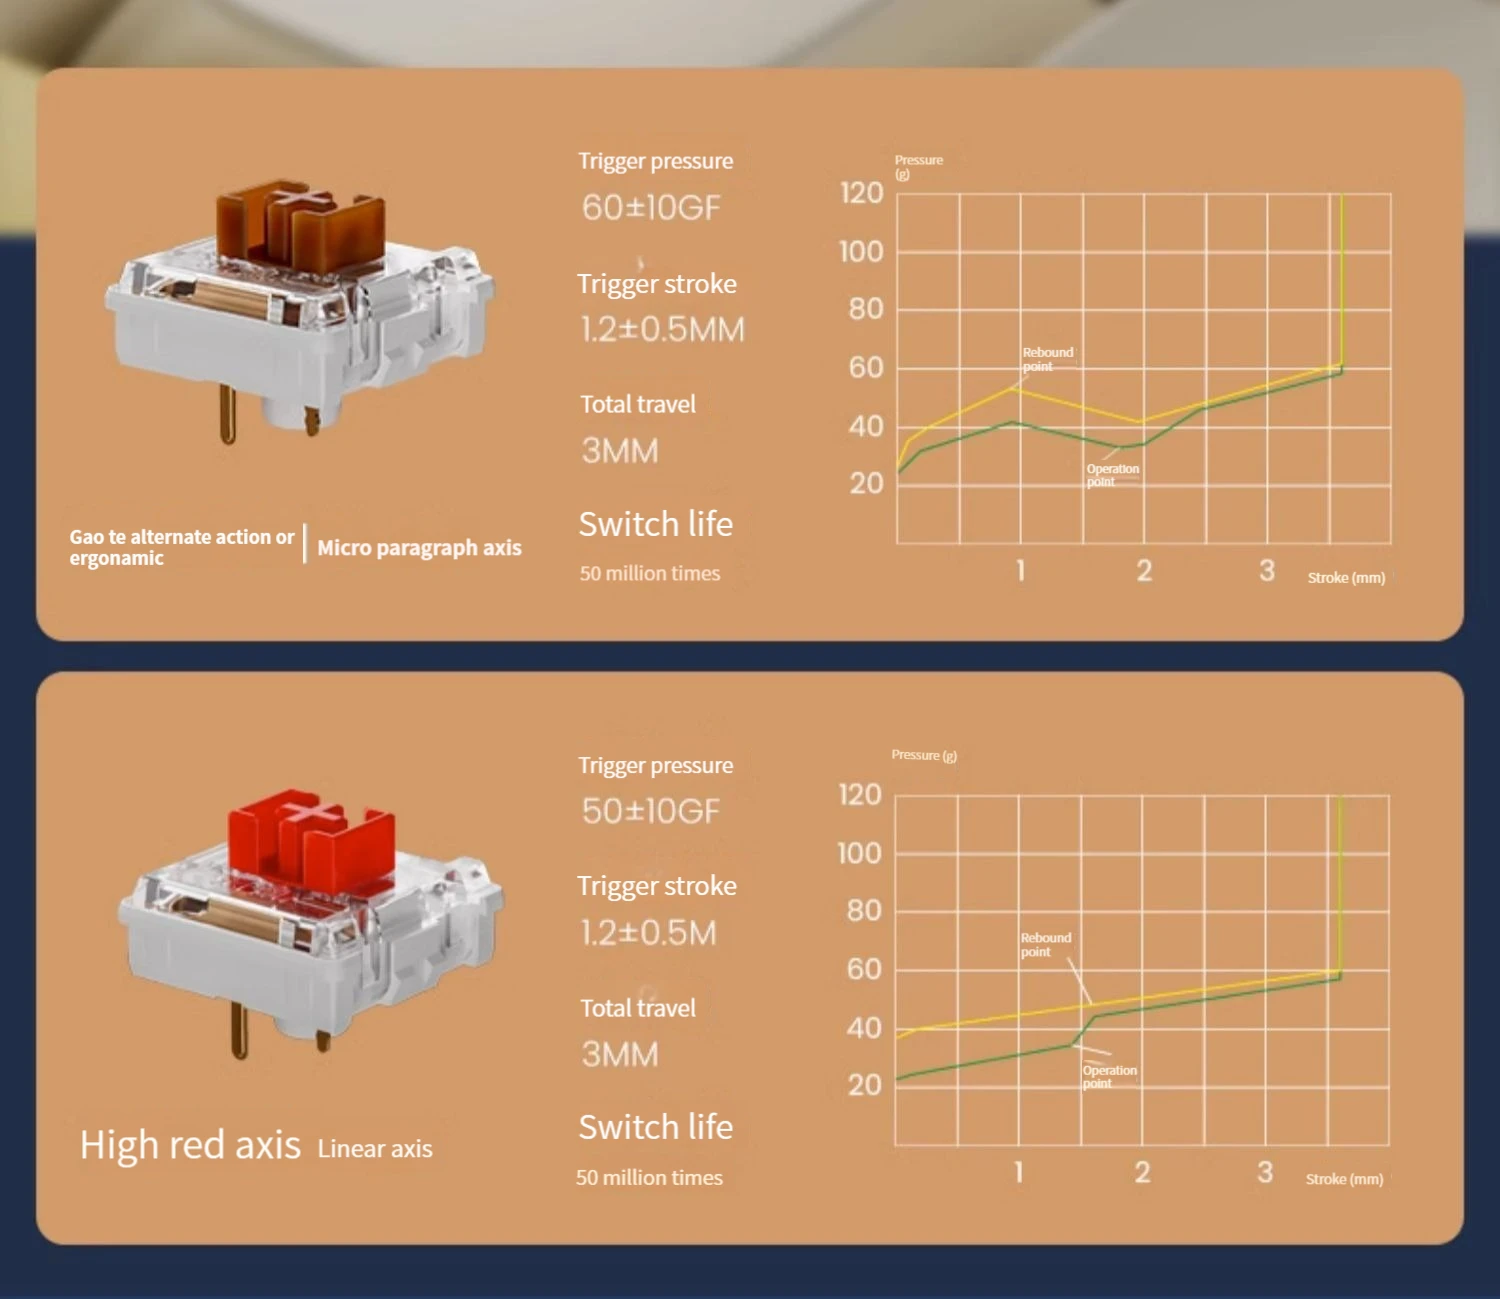 Trigger pressure
60±10GF
Trigger stroke
1.2±0.5MM
Total travel
3MM
Switch life
50 million times
Gao te alternate action or
ergonamic
Micro paragraph axis
Pressure
(g)
120
100
80
60
40
20
Rebound
point
Operation
point
1
2
3
Stroke (mm)
Trigger pressure
50±10GF
Trigger stroke
1.2±0.5M
Total travel
3MM
Switch life
50 million times
High red axis
Linear axis
Pressure (g)
120
100
80
60
40
20
Rebound
point
Operation
point
1
2
3
Stroke (mm)